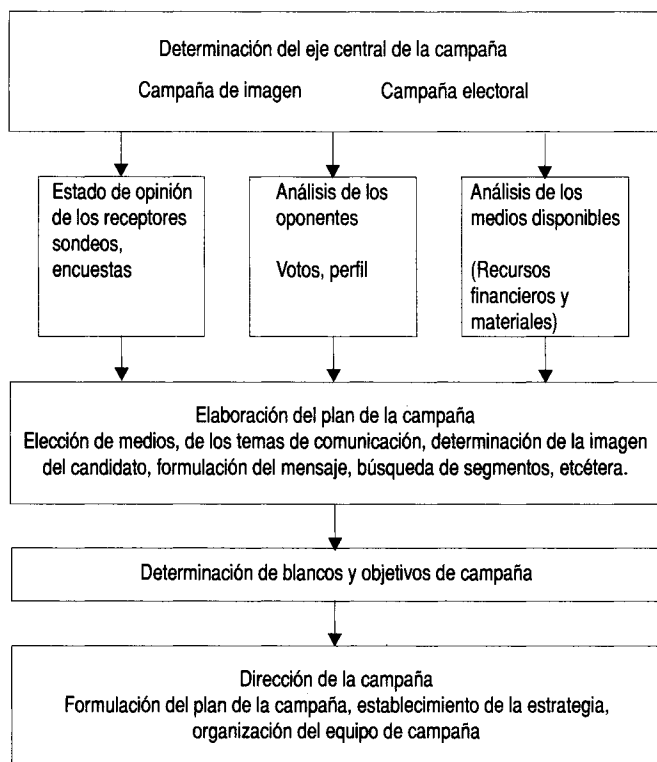 Determinación del eje central de la campaña
Campaña de imagen Campaña electoral
Estado de opinión
de los receptores
sondeos,
encuestas
Análisis de los
oponentes
Votos, perfil
Análisis de los
medios disponibles
(Recursos
financieros y
materiales)
Elaboración del plan de la campaña
Elección de medios, de los temas de comunicación, determinación de la imagen
del candidato, formulación del mensaje, búsqueda de segmentos, etcétera.
Determinación de blancos y objetivos de campaña
Dirección de la campaña
Formulación del plan de la campaña, establecimiento de la estrategia,
organización del equipo de campaña